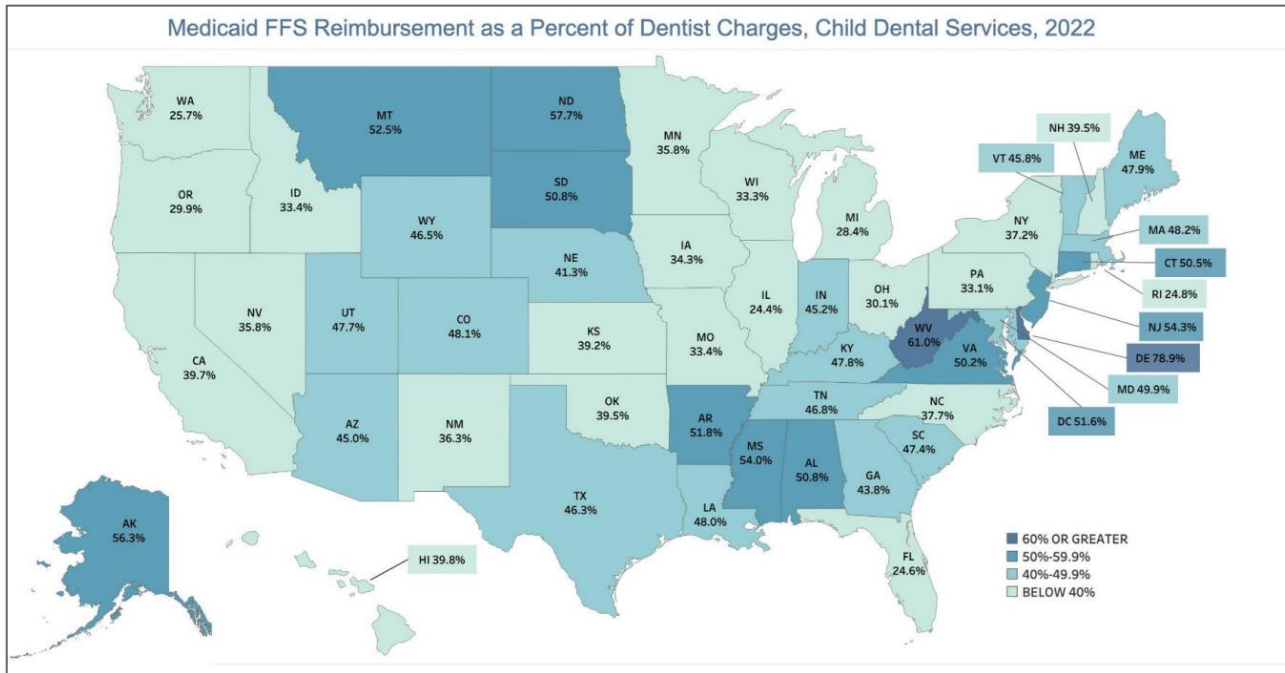 Medicaid FFS Reimbursement as a Percent of Dentist Charges, Child Dental Services, 2022
WA
25.7%
MT
52.5%
ND
57.7%
MN
35.8%
NH 39.5%
VT 45.8%
ME
47.9%
OR
29.9%
ID
33.4%
SD
50.8%
WI
33.3%
MI
28.4%
NY
37.2%
MA 48.2%
WY
46.5%
CT 50.5%
IA
34.3%
NE
41.3%
PA
33.1%
RI 24.8%
NV
35.8%
UT
47.7%
CO
48.1%
IL
24.4%
IN
45.2%
OH
30.1%
NJ 54.3%
CA
39.7%
KS
39.2%
MO
33.4%
WV
61.0%
VA
50.2%
DE 78.9%
KY
47.8%
MD 49.9%
AZ
45.0%
NM
36.3%
OK
39.5%
AR
51.8%
TN
46.8%
NC
37.7%
DC 51.6%
MS
54.0%
AL
50.8%
GA
43.8%
SC
47.4%
TX
46.3%
LA
48.0%
AK
56.3%
HI 39.8%
FL
24.6%
60% OR GREATER
50%-59.9%
40%-49.9%
BELOW 40%